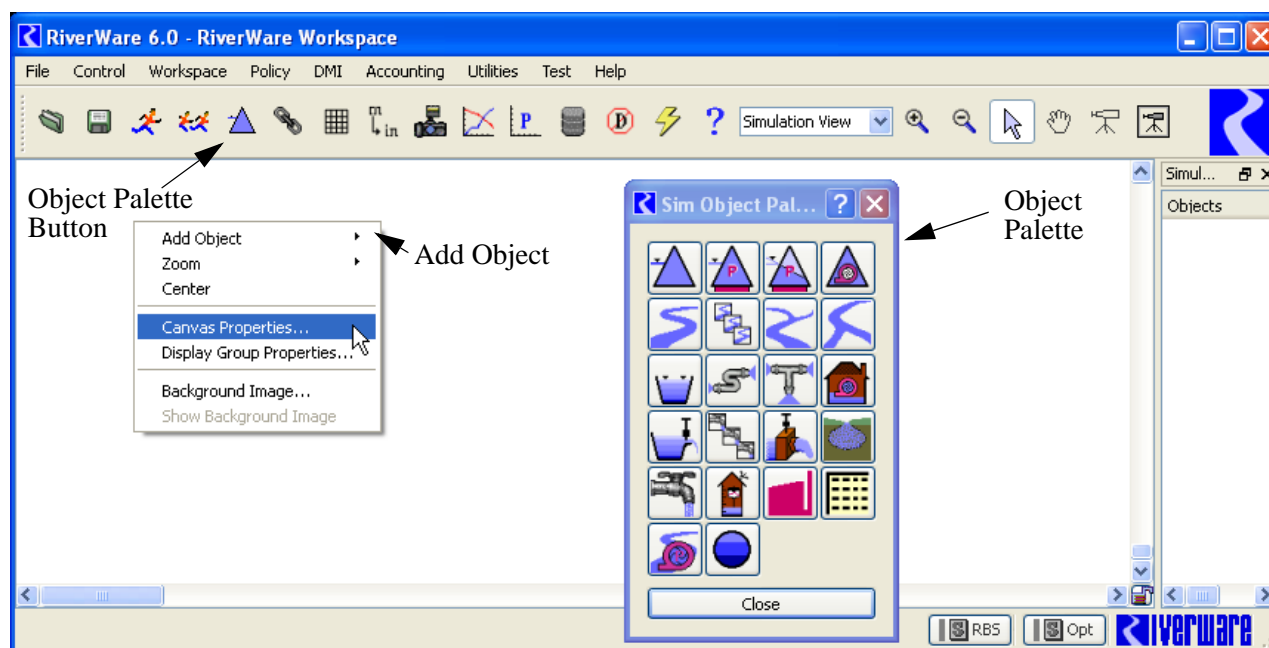 RiverWare 6.0 - RiverWare Workspace
File Control Workspace Policy DMI Accounting Utilities Test Help
m in P D ? Simulation View
Object Palette
Button
Add Object
Zoom
Center
Canvas Properties...
Display Group Properties...
Background Image...
Show Background Image
Add Object
Sim Object Pal... ?
P P
Close
Object
Palette
Simul...
Objects
S RBS S Opt RIVERWARE